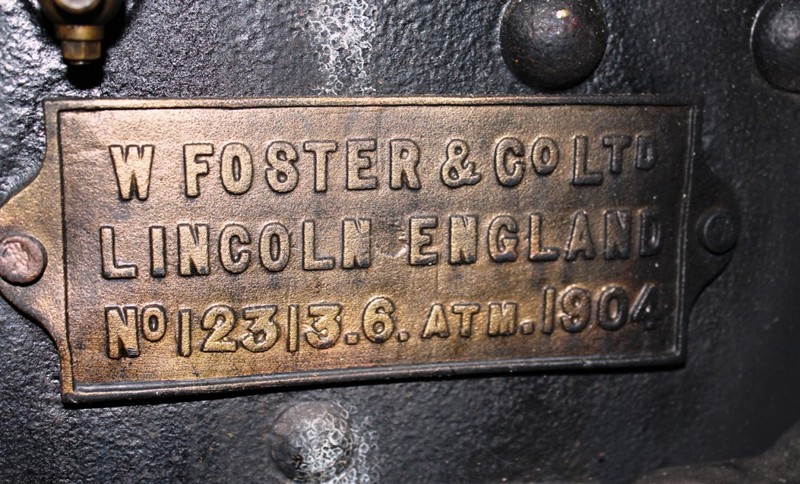 W FOSTER & Co LTD
LINCOLN ENGLAND
No 12313.6. ATM. 1904